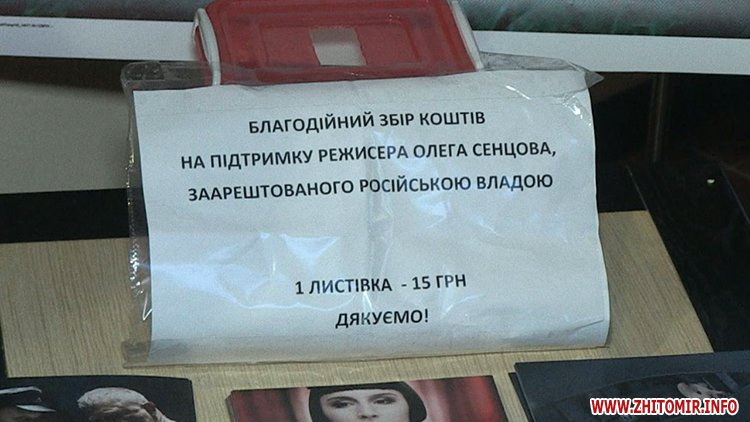 БЛАГОДІЙНИЙ ЗБІР КОШТІВ
НА ПІДТРИМКУ РЕЖИСЕРА ОЛЕГА СЕНЦОВА,
ЗААРЕШТОВАНОГО РОСІЙСЬКОЮ ВЛАДОЮ
1 ЛИСТІВКА - 15 ГРН
ДЯКУЄМО!
WWW.ZHITOMIR.INFO